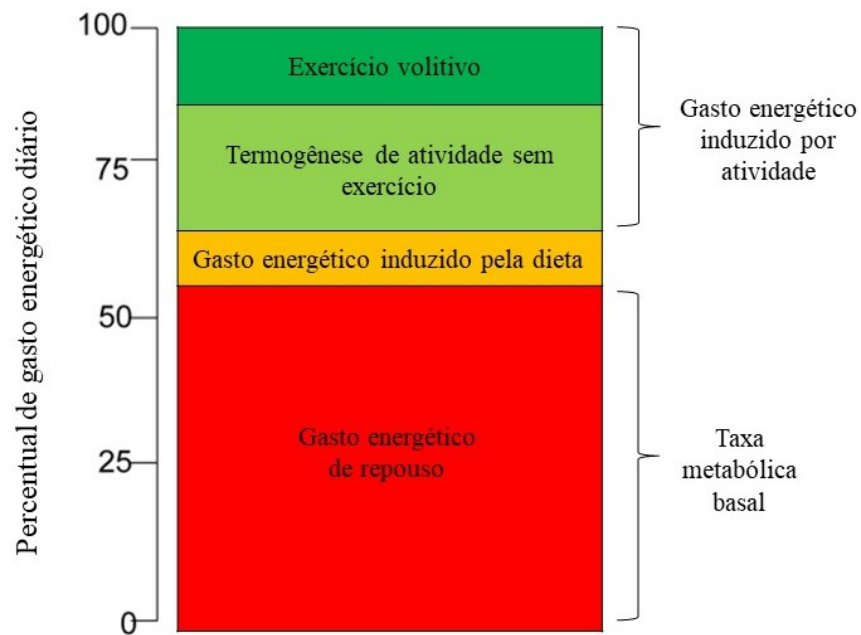 Percentual de gasto energético diário
100
75
50
25
0
Exercício volitivo
Termogênese de atividade sem
exercício
Gasto energético induzido pela dieta
Gasto energético
de repouso
Gasto energético
induzido por
atividade
Taxa
metabólica
basal